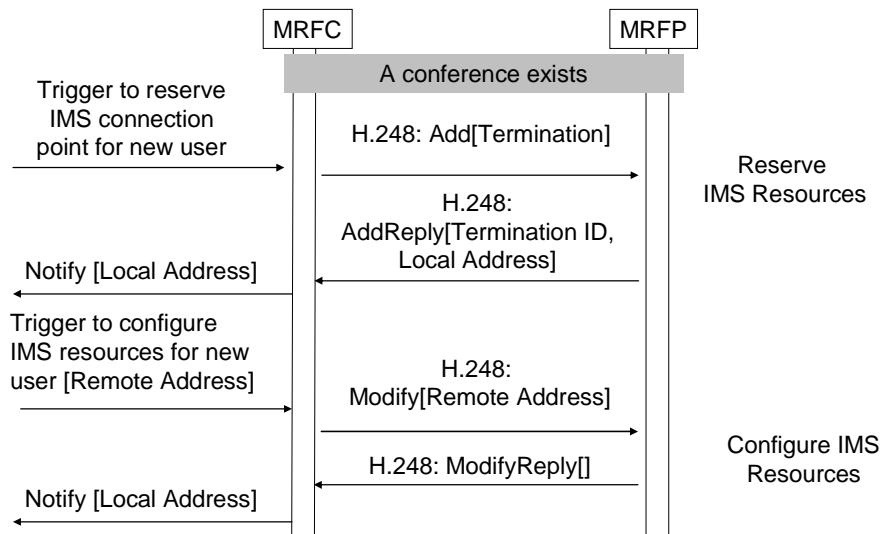 MRFC
MRFP
A conference exists
Trigger to reserve
IMS connection
point for new user
H.248: Add[Termination]
Reserve
IMS Resources
H.248:
AddReply[Termination ID,
Local Address]
Notify [Local Address]
Trigger to configure
IMS resources for new
user [Remote Address]
H.248:
Modify[Remote Address]
Configure IMS
Resources
H.248: ModifyReply[]
Notify [Local Address]